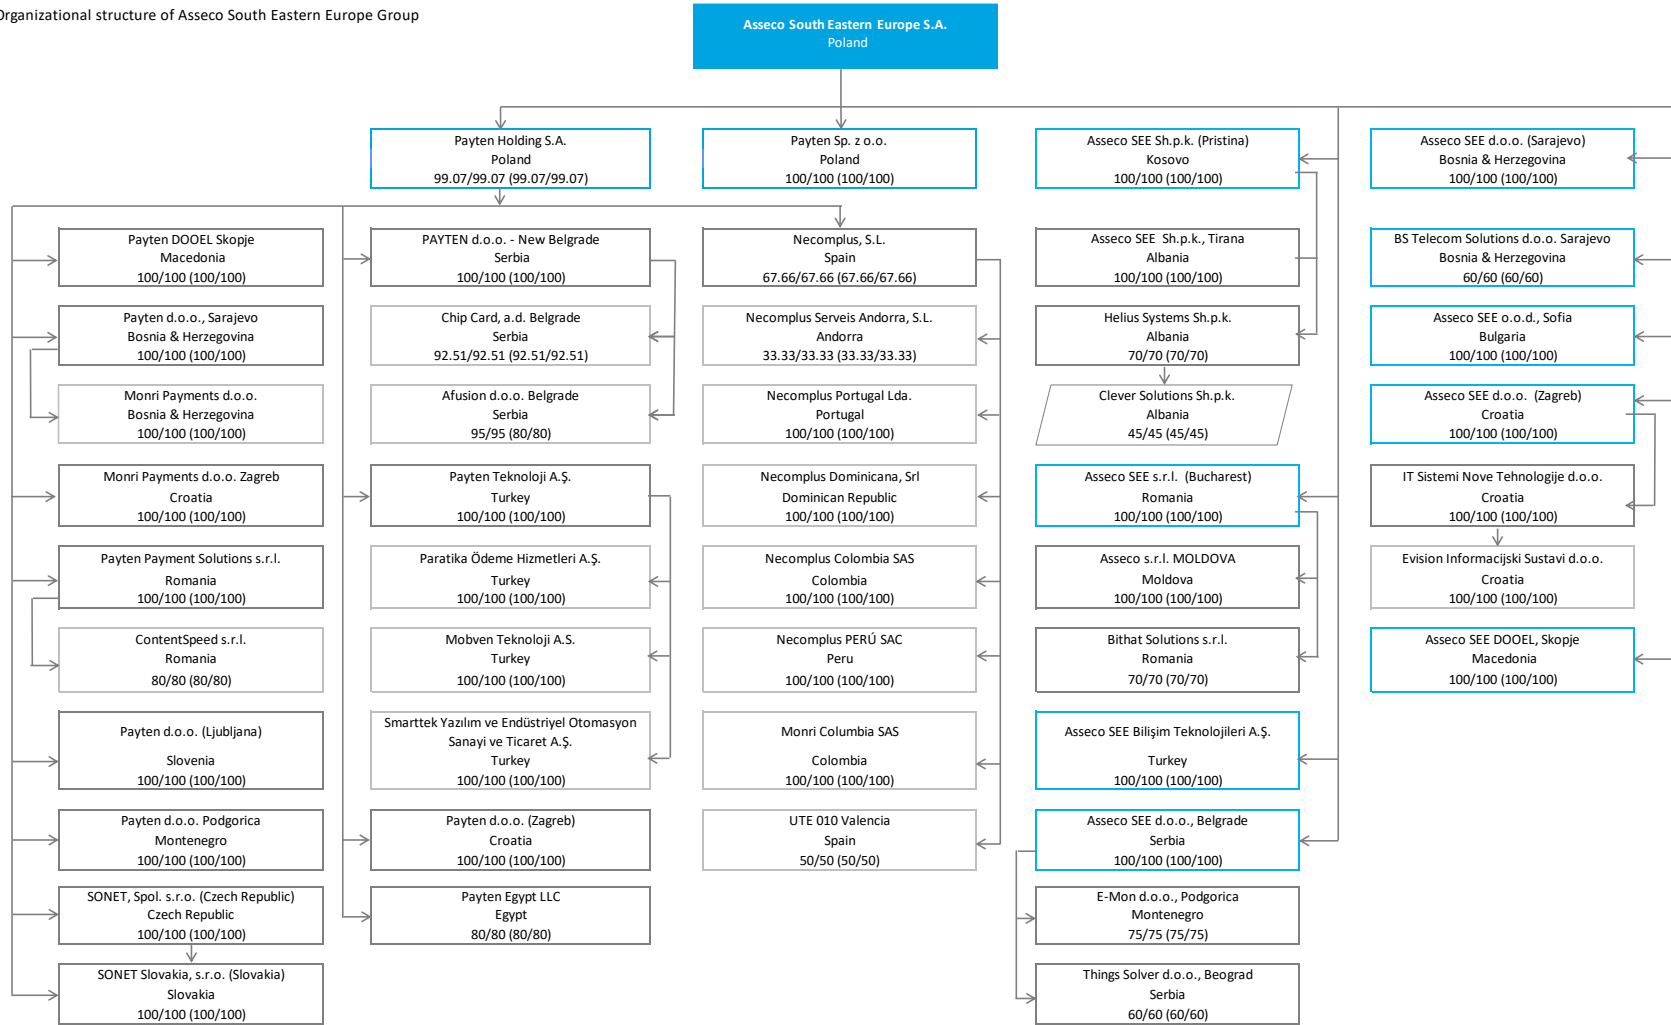 Organizational structure of Asseco South Eastern Europe Group
Asseco South Eastern Europe S.A.
Poland
Payten Holding S.A.
Poland
99.07/99.07 (99.07/99.07)
Payten Sp. z o.o.
Poland
100/100 (100/100)
Asseco SEE Sh.p.k. (Pristina)
Kosovo
100/100 (100/100)
Asseco SEE d.o.o. (Sarajevo)
Bosnia & Herzegovina
100/100 (100/100)
Payten DOOEL Skopje
Macedonia
100/100 (100/100)
PAYTEN d.o.o. - New Belgrade
Serbia
100/100 (100/100)
Necomplus, S.L.
Spain
67.66/67.66 (67.66/67.66)
Asseco SEE Sh.p.k., Tirana
Albania
100/100 (100/100)
BS Telecom Solutions d.o.o. Sarajevo
Bosnia & Herzegovina
60/60 (60/60)
Payten d.o.o., Sarajevo
Bosnia & Herzegovina
100/100 (100/100)
Chip Card, a.d. Belgrade
Serbia
92.51/92.51 (92.51/92.51)
Necomplus Serveis Andorra, S.L.
Andorra
33.33/33.33 (33.33/33.33)
Helius Systems Sh.p.k.
Albania
70/70 (70/70)
Asseco SEE o.o.d., Sofia
Bulgaria
100/100 (100/100)
Monri Payments d.o.o.
Bosnia & Herzegovina
100/100 (100/100)
Afusion d.o.o. Belgrade
Serbia
95/95 (80/80)
Necomplus Portugal Lda.
Portugal
100/100 (100/100)
Clever Solutions Sh.p.k.
Albania
45/45 (45/45)
Asseco SEE d.o.o. (Zagreb)
Croatia
100/100 (100/100)
Monri Payments d.o.o. Zagreb
Croatia
100/100 (100/100)
Payten Teknoloji A.Ş.
Turkey
100/100 (100/100)
Necomplus Dominicana, Srl
Dominican Republic
100/100 (100/100)
Asseco SEE s.r.l. (Bucharest)
Romania
100/100 (100/100)
IT Sistemi Nove Tehnologije d.o.o.
Croatia
100/100 (100/100)
Payten Payment Solutions s.r.l.
Romania
100/100 (100/100)
Paratika Ödeme Hizmetleri A.Ş.
Turkey
100/100 (100/100)
Necomplus Colombia SAS
Colombia
100/100 (100/100)
Asseco s.r.l. MOLDOVA
Moldova
100/100 (100/100)
Evision Informacijski Sustavi d.o.o.
Croatia
100/100 (100/100)
ContentSpeed s.r.l.
Romania
80/80 (80/80)
Mobven Teknoloji A.S.
Turkey
100/100 (100/100)
Necomplus PERÚ SAC
Peru
100/100 (100/100)
Bithat Solutions s.r.l.
Romania
70/70 (70/70)
Asseco SEE DOOEL, Skopje
Macedonia
100/100 (100/100)
Payten d.o.o. (Ljubljana)
Slovenia
100/100 (100/100)
Smarttek Yazılım ve Endüstriyel Otomasyon
Sanayi ve Ticaret A.Ş.
Turkey
100/100 (100/100)
Monri Columbia SAS
Colombia
100/100 (100/100)
Asseco SEE Bilişim Teknolojileri A.Ş.
Turkey
100/100 (100/100)
Payten d.o.o. Podgorica
Montenegro
100/100 (100/100)
Payten d.o.o. (Zagreb)
Croatia
100/100 (100/100)
UTE 010 Valencia
Spain
50/50 (50/50)
Asseco SEE d.o.o., Belgrade
Serbia
100/100 (100/100)
SONET, Spol. s.r.o. (Czech Republic)
Czech Republic
100/100 (100/100)
Payten Egypt LLC
Egypt
80/80 (80/80)
E-Mon d.o.o., Podgorica
Montenegro
75/75 (75/75)
SONET Slovakia, s.r.o. (Slovakia)
Slovakia
100/100 (100/100)
Things Solver d.o.o., Beograd
Serbia
60/60 (60/60)